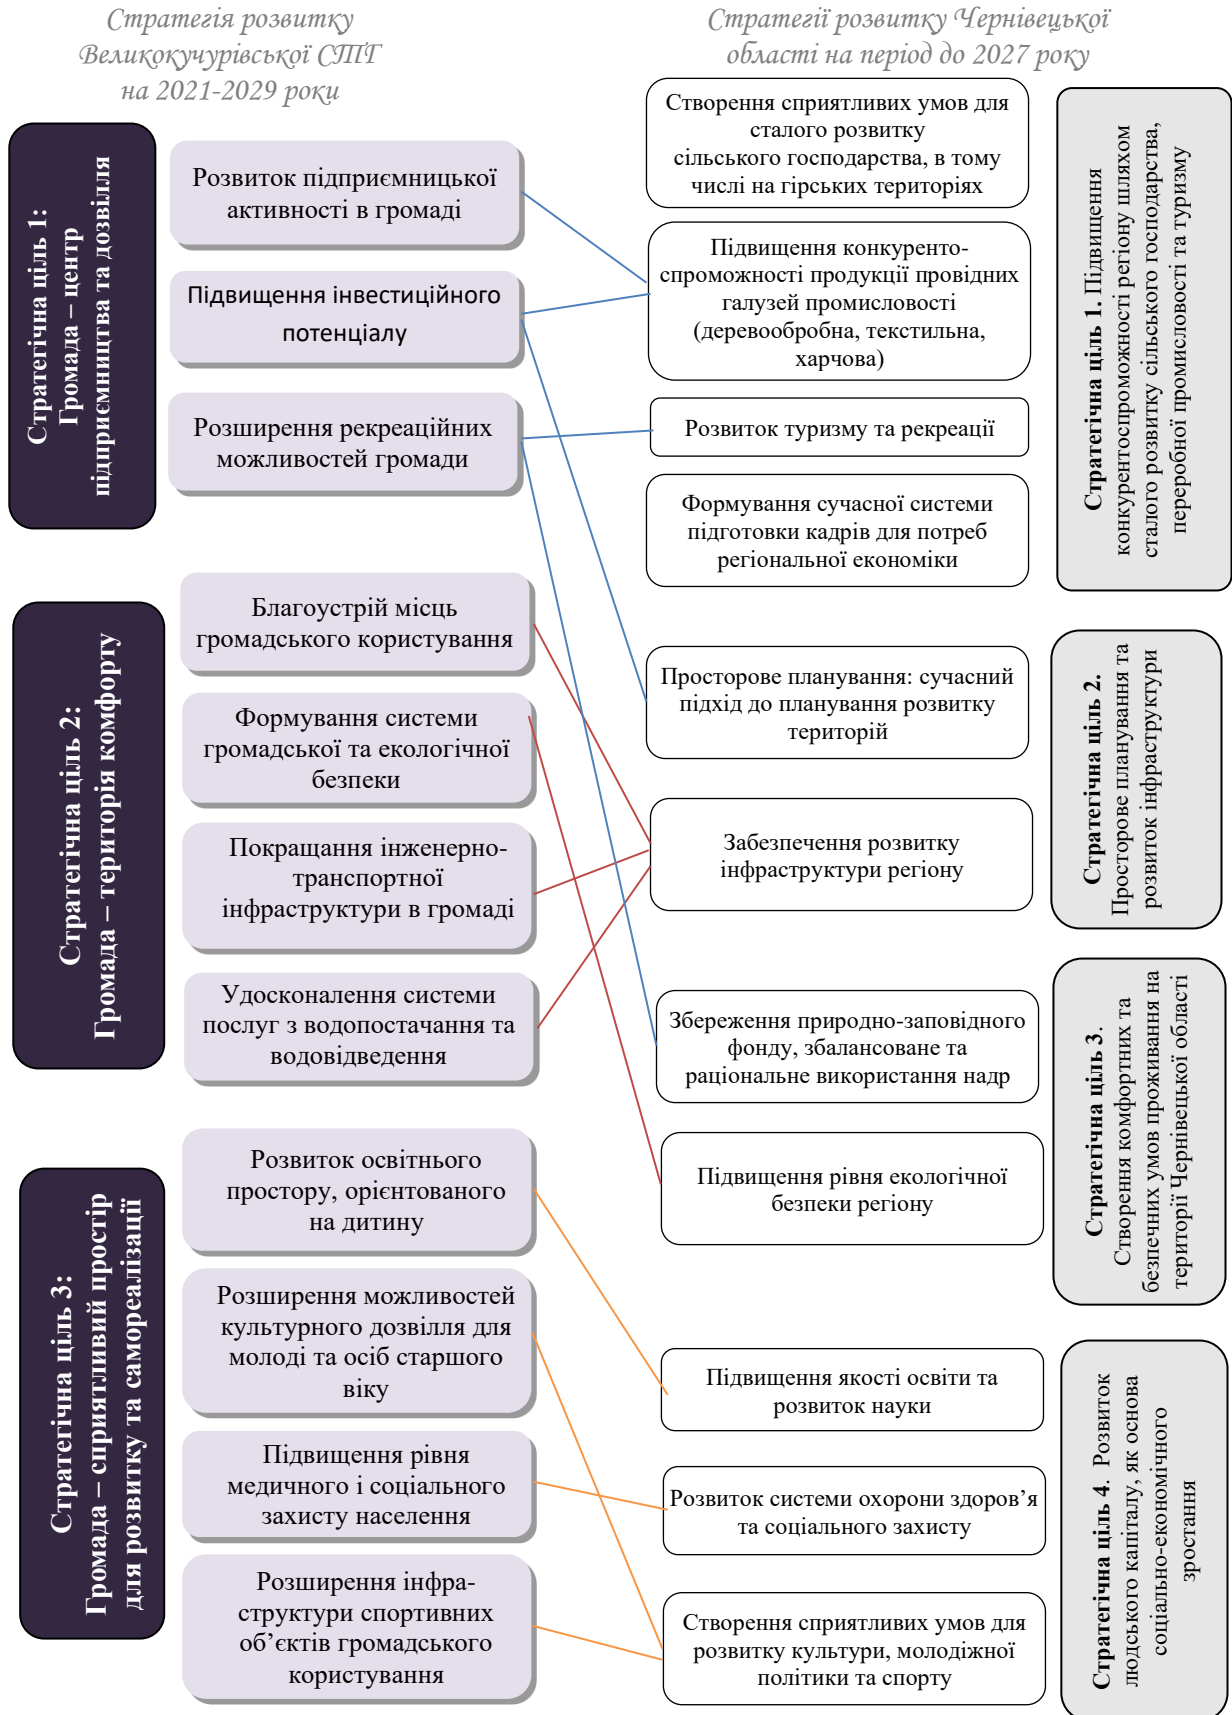 Стратегія розвитку
Великокучурівської СТГ
на 2021-2029 роки
Стратегії розвитку Чернівецької
області на період до 2027 року
Стратегічна ціль 1:
Громада – центр
підприємництва та дозвілля
Розвиток підприємницької
активності в громаді
Підвищення інвестиційного
потенціалу
Розширення рекреаційних
можливостей громади
Стратегічна ціль 2:
Громада – територія комфорту
Благоустрій місць
громадського користування
Формування системи
громадської та екологічної
безпеки
Покращання інженерно-
транспортної
інфраструктури в громаді
Удосконалення системи
послуг з водопостачання та
водовідведення
Стратегічна ціль 3:
Громада – сприятливий простір
для розвитку та самореалізації
Розвиток освітнього
простору, орієнтованого
на дитину
Розширення можливостей
культурного дозвілля для
молоді та осіб старшого
віку
Підвищення рівня
медичного і соціального
захисту населення
Розширення інфра-
структури спортивних
об’єктів громадського
користування
Створення сприятливих умов для
сталого розвитку
сільського господарства, в тому
числі на гірських територіях
Підвищення конкуренто-
спроможності продукції провідних
галузей промисловості
(деревообробна, текстильна,
харчова)
Розвиток туризму та рекреації
Формування сучасної системи
підготовки кадрів для потреб
регіональної економіки
Стратегічна ціль 1. Підвищення
конкурентоспроможності регіону шляхом
сталого розвитку сільського господарства,
переробної промисловості та туризму
Просторове планування: сучасний
підхід до планування розвитку
територій
Забезпечення розвитку
інфраструктури регіону
Стратегічна ціль 2.
Просторове планування та
розвиток інфраструктури
Збереження природно-заповідного
фонду, збалансоване та
раціональне використання надр
Підвищення рівня екологічної
безпеки регіону
Стратегічна ціль 3.
Створення комфортних та
безпечних умов проживання на
території Чернівецької області
Підвищення якості освіти та
розвиток науки
Розвиток системи охорони здоров’я
та соціального захисту
Створення сприятливих умов для
розвитку культури, молодіжної
політики та спорту
Стратегічна ціль 4. Розвиток
людського капіталу, як основа
соціально-економічного
зростання